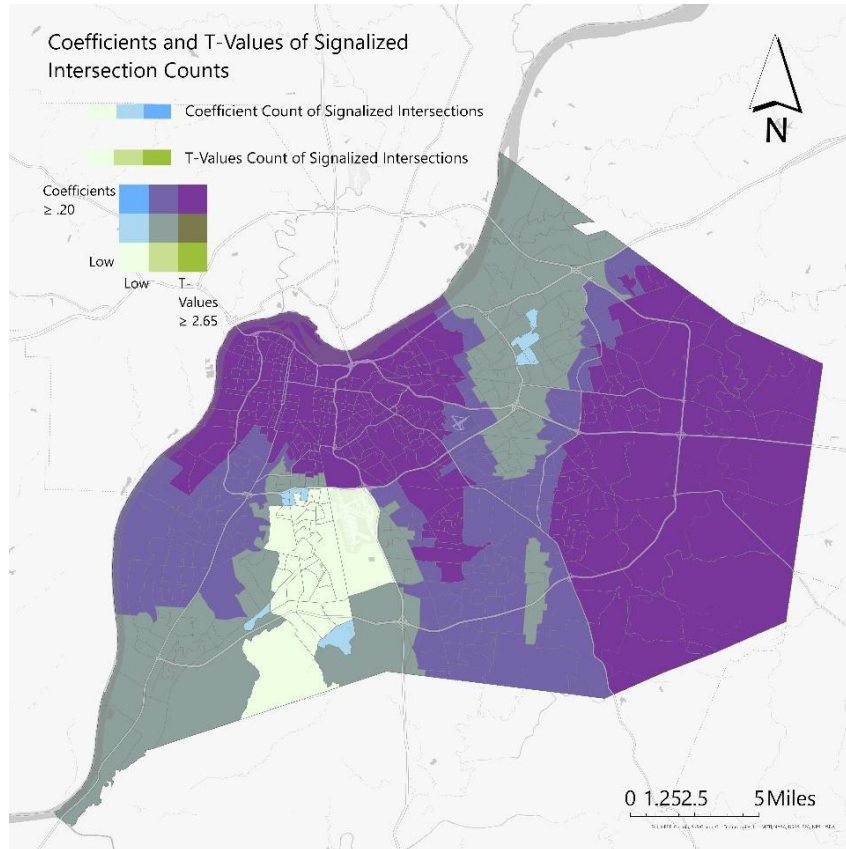 Coefficients and T-Values of Signalized
Intersection Counts
Coefficient Count of Signalized Intersections
T-Values Count of Signalized Intersections
Coefficients
≥ .20
Low
Low
T-
Values
≥ 2.65
N
0 1.252.5 5 Miles